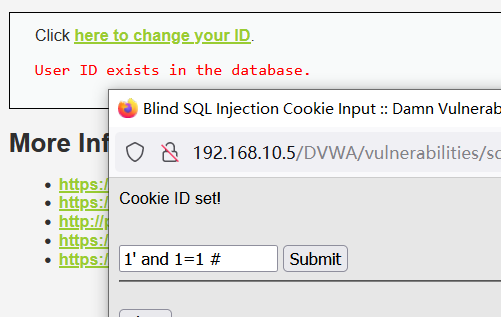 Click here to change your ID.
User ID exists in the database.
Blind SQL Injection Cookie Input :: Damn
More
192.168.10.5/DVWA/vulnerabilities/
Cookie ID set!
1' and 1=1 #
Submit
https:/
https:/
http://
https:/
https:/